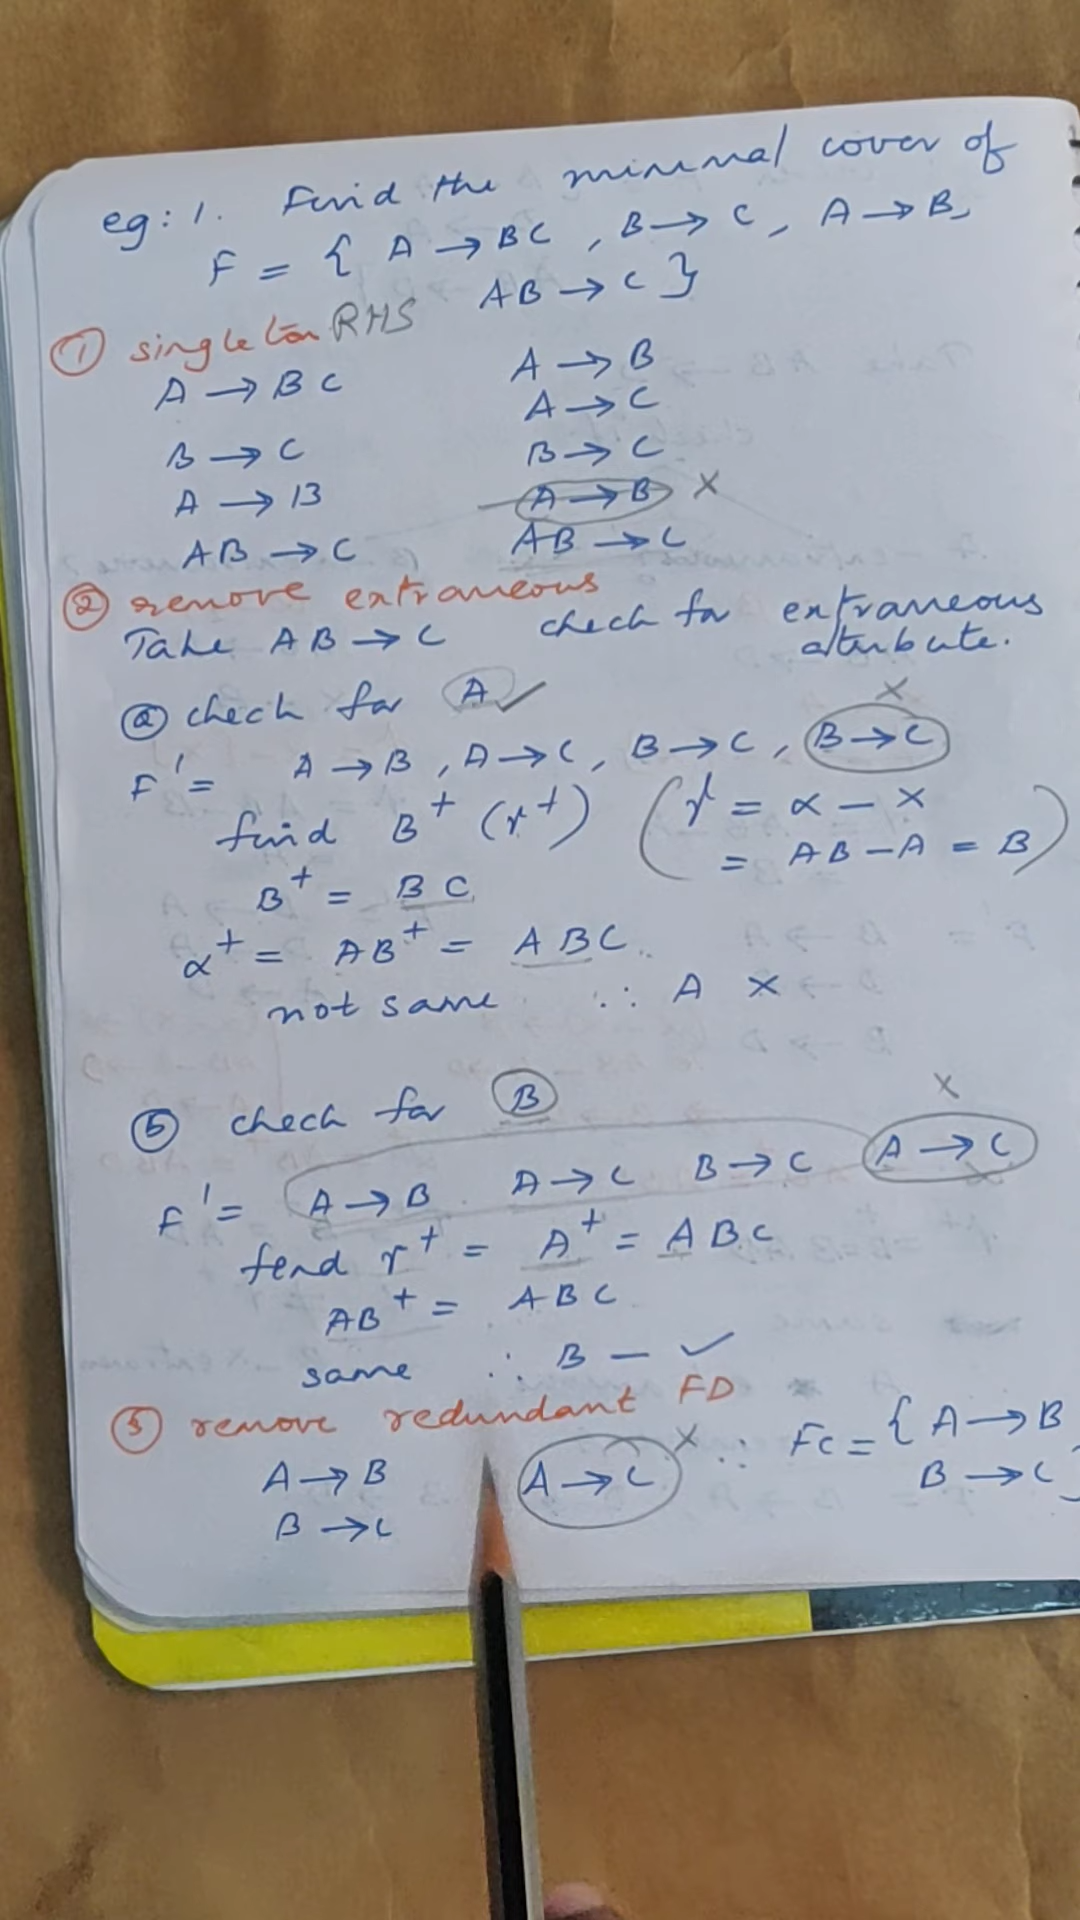 eg: 1. Find the minimal cover of
F = { A → BC , B → C, A → B,
AB → C }
① singleton RHS
A → BC A → B
A → C
B → C B → C
A → B A → B X
AB → C AB → C
② remove extraneous
Take AB → C check for extraneous attribute.
ⓐ check for A ✓
X
F' = A → B , A → C, B → C, B → C
find B⁺ (r⁺) ( r = α − X
= AB − A = B )
B⁺ = BC
α⁺ = AB⁺ = ABC.
not same ∴ A X
ⓑ check for B
X
F' = A → B A → C B → C A → C
find r⁺ = A⁺ = ABC
AB⁺ = ABC
same ∴ B − ✓
③ remove redundant FD
A → B A → C X ∴ Fc = { A → B
B → C B → C }